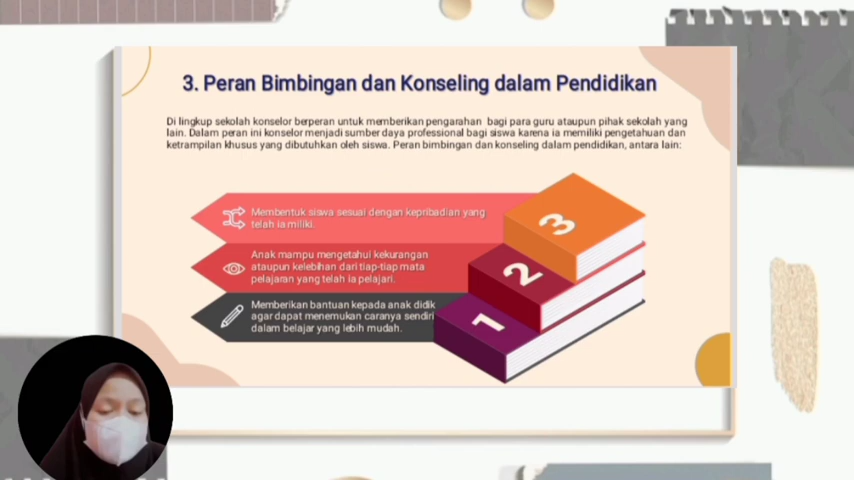 3. Peran Bimbingan dan Konseling dalam Pendidikan
Di lingkup sekolah konselor berperan untuk memberikan pengarahan bagi para guru ataupun pihak sekolah yang
lain. Dalam peran ini konselor menjadi sumber daya professional bagi siswa karena ia memiliki pengetahuan dan
ketrampilan khusus yang dibutuhkan oleh siswa. Peran bimbingan dan konseling dalam pendidikan, antara lain:
Membentuk siswa sesuai dengan kepribadian yang
telah ia miliki.
3
Anak mampu mengetahui kekurangan
ataupun kelebihan dari tiap-tiap mata
pelajaran yang telah ia pelajari.
2
Memberikan bantuan kepada anak didik
agar dapat menemukan caranya sendiri
dalam belajar yang lebih mudah.
1